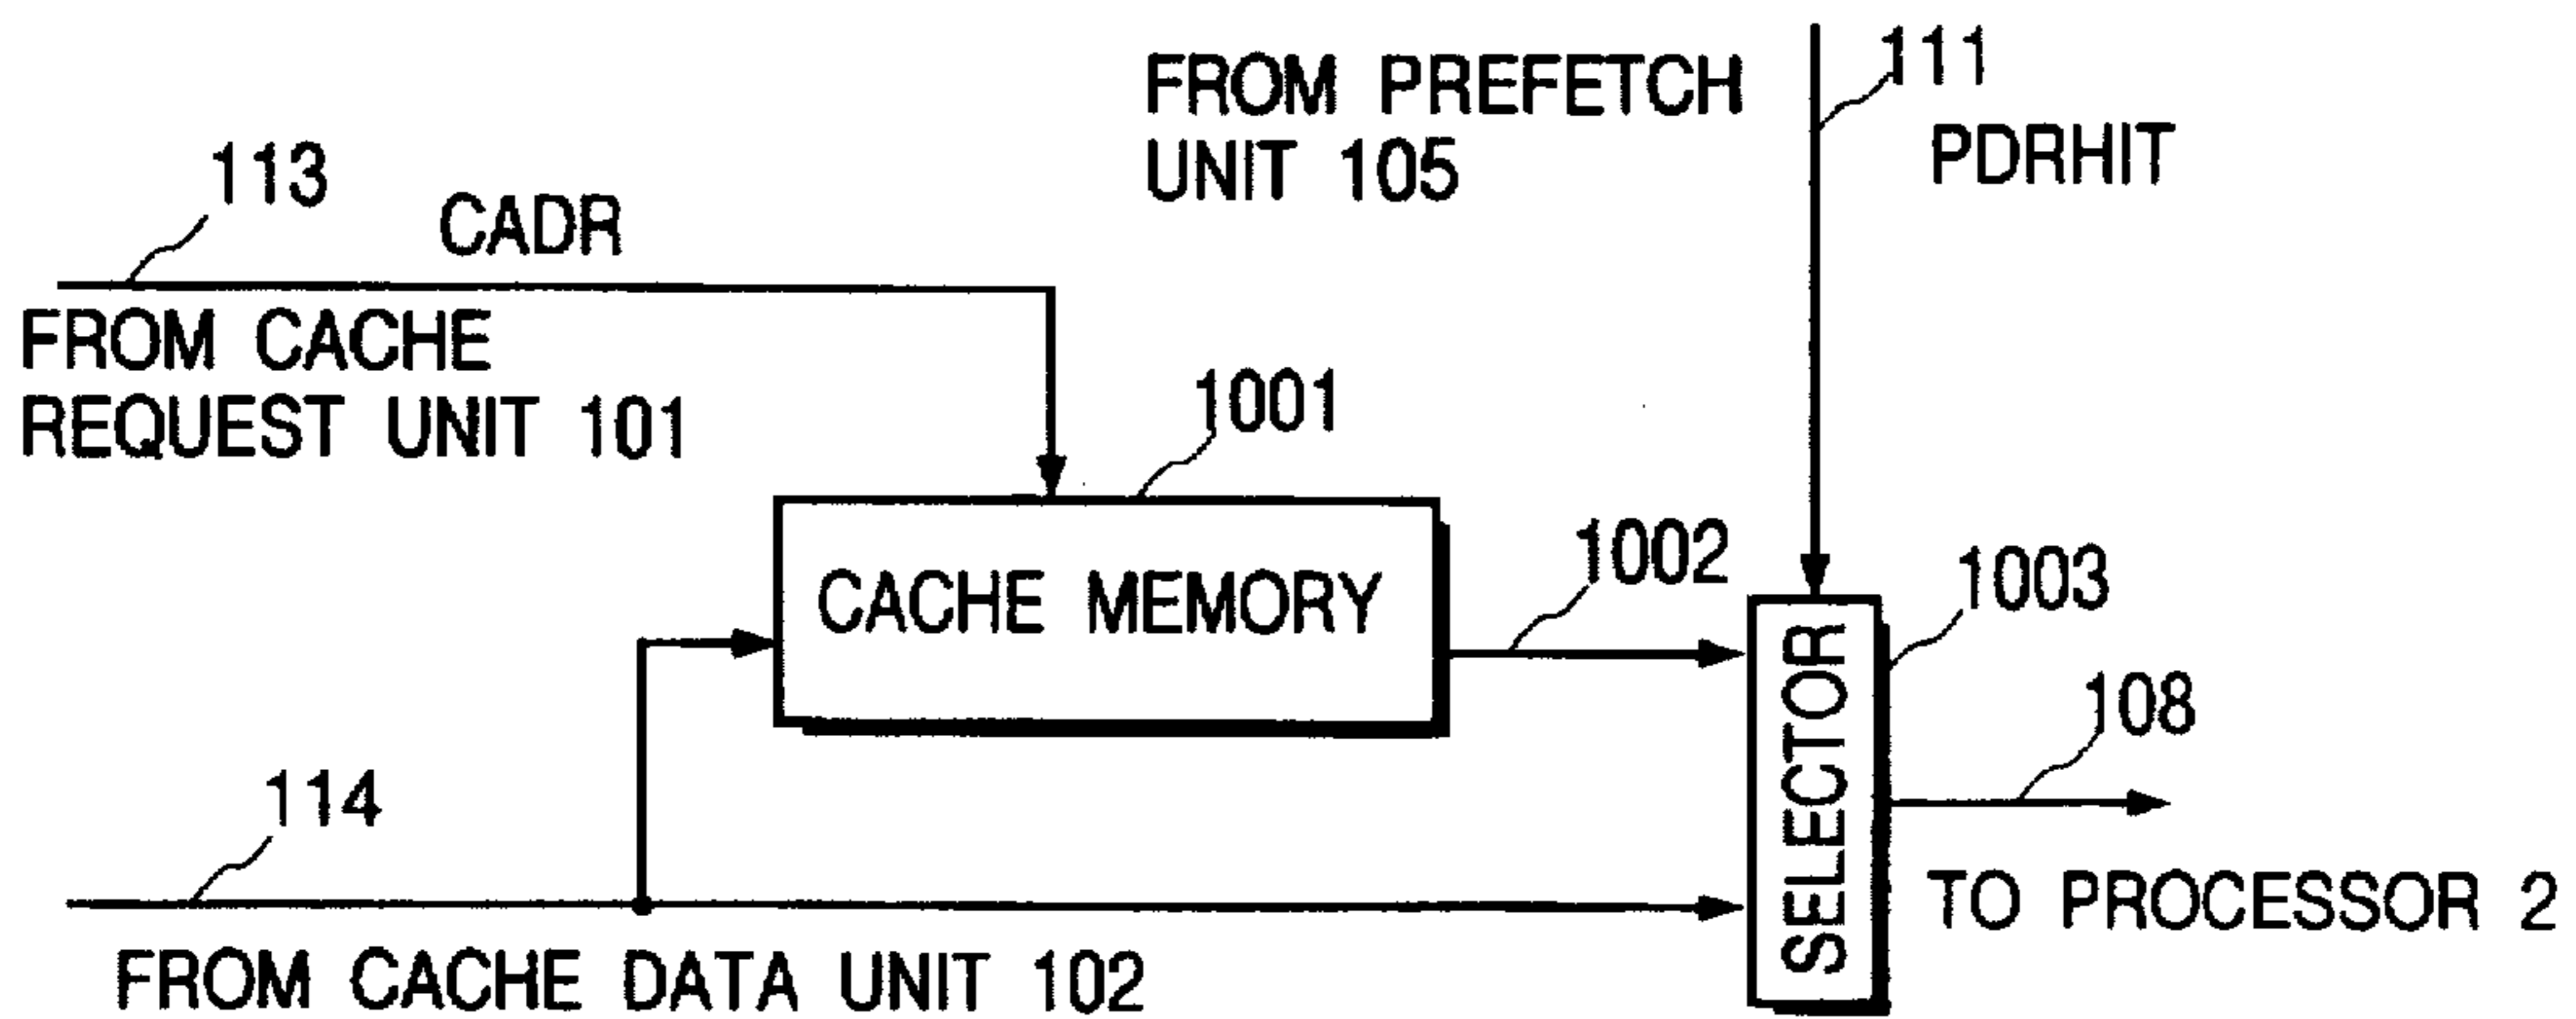 FROM PREFETCH
UNIT 105
111
PDRHIT
113
CADR
FROM CACHE
REQUEST UNIT 101
1001
CACHE MEMORY
1002
1003
SELECTOR
108
TO PROCESSOR 2
114
FROM CACHE DATA UNIT 102